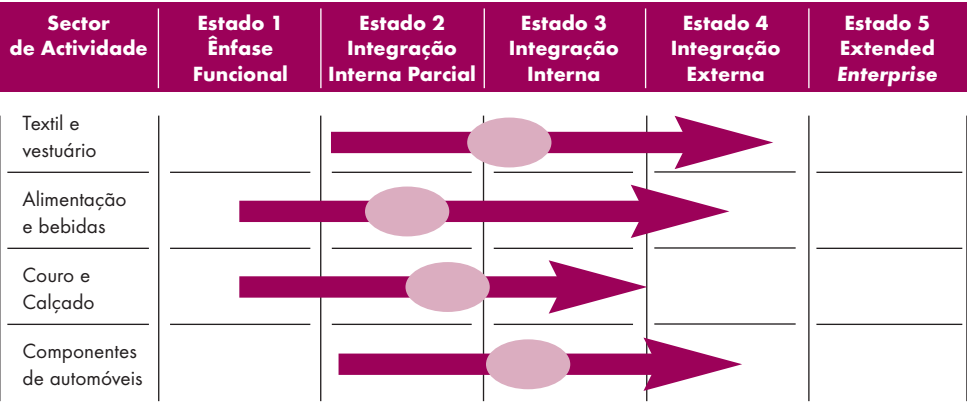 Sector
de Actividade
Estado 1
Ênfase
Funcional
Estado 2
Integração
Interna Parcial
Estado 3
Integração
Interna
Estado 4
Integração
Externa
Estado 5
Extended
Enterprise
Textil e
vestuário
Alimentação
e bebidas
Couro e
Calçado
Componentes
de automóveis